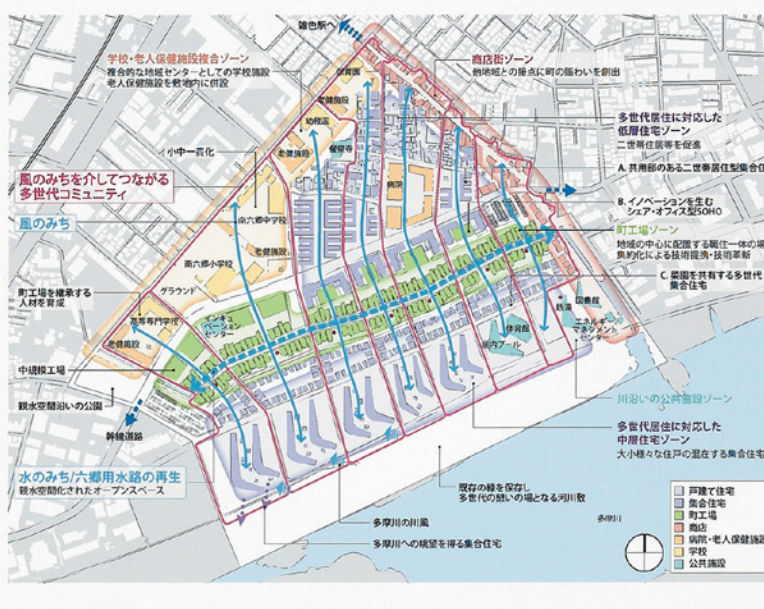 雑色駅へ
学校・老人保健施設複合ゾーン
複合的な地域センターとしての学校施設
老人保健施設を敷地内に併設
商店街ゾーン
他地域との接点に町の賑わいを創出
保育園
老健施設
幼稚園
老健施設
小中一貫化
多世代居住に対応した
低層住宅ゾーン
二世帯住居等を促進
A. 共用部のある二世帯居住型集合住
風のみちを介してつながる
多世代コミュニティ
病院
風のみち
南六郷中学校
B. イノベーションを生む
シェア・オフィス型SOHO
町工場ゾーン
地域の中心に配置する職住一体の場
集約化による技術提携・技術革新
老健施設
南六郷小学校
グラウンド
C. 菜園を共有する多世代
集合住宅
町工場を継承する
人材を育成
高等専門学校
老健施設
インキュ
ベーション
センター
銭湯
図書館
体育館
屋内プール
エネルギー
マネジメント
センター
中規模工場
親水空間沿いの公園
幹線道路
川沿いの公共施設ゾーン
多世代居住に対応した
中層住宅ゾーン
大小様々な住戸の混在する集合住宅
水のみち/六郷用水路の再生
親水空間化されたオープンスペース
既存の緑を保存し
多世代の憩いの場となる河川敷
多摩川の川風
多摩川
多摩川への眺望を得る集合住宅
戸建て住宅
集合住宅
町工場
商店
病院・老人保健施設
学校
公共施設